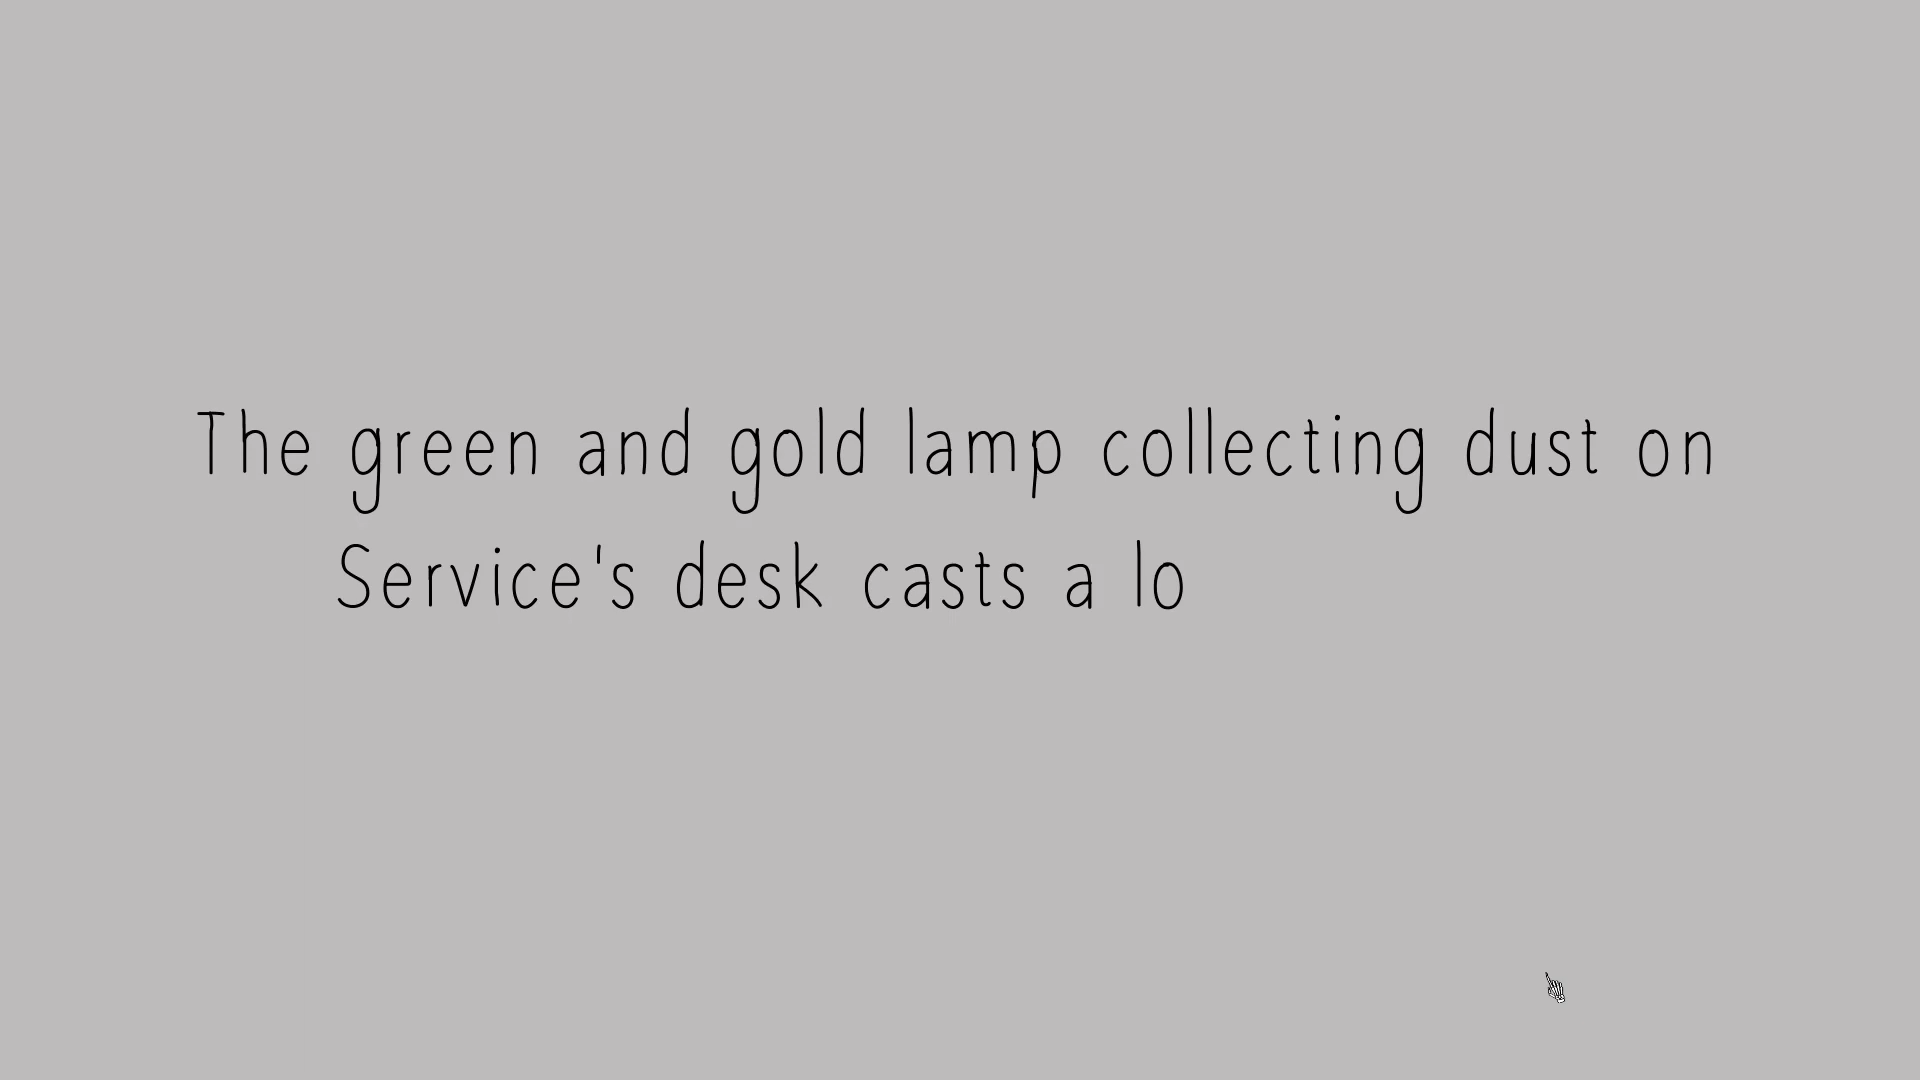 The green and gold lamp collecting dust on
Service's desk casts a lo